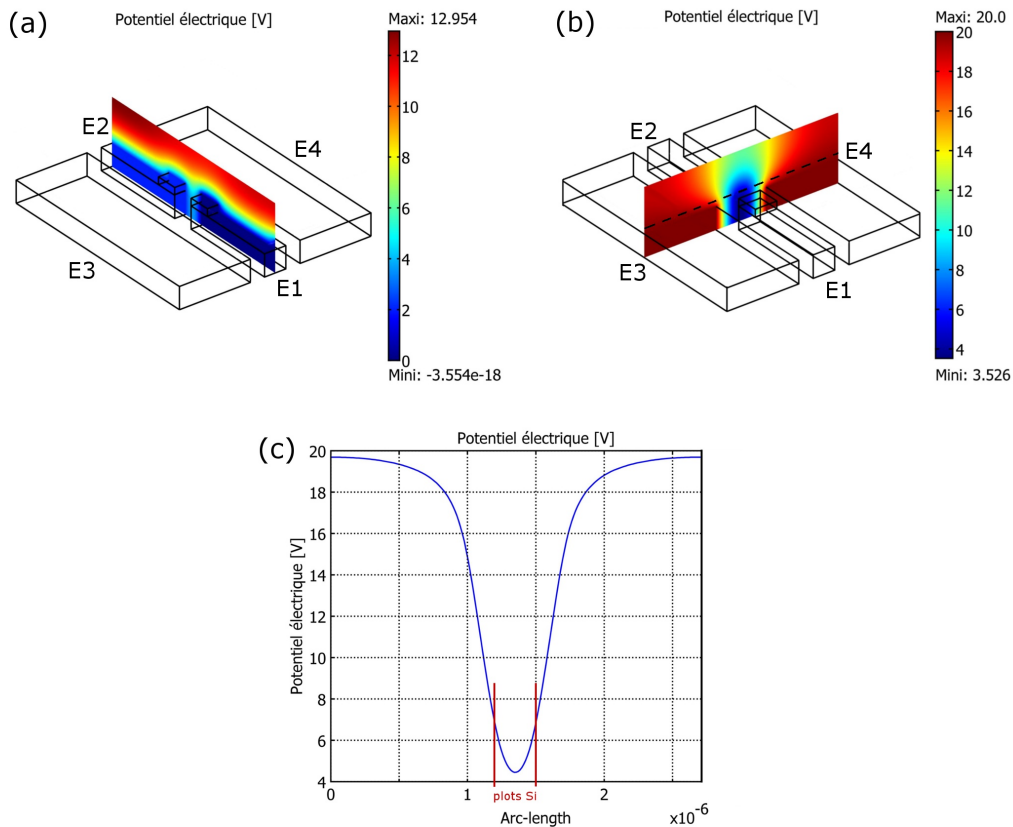 (a)
Potentiel électrique [V]
Maxi: 12.954
12
10
8
6
4
2
0
Mini: -3.554e-18
E2
E4
E3
E1
(b)
Potentiel électrique [V]
Maxi: 20.0
20
18
16
14
12
10
8
6
4
Mini: 3.526
E2
E4
E3
E1
(c)
Potentiel électrique [V]
Potentiel électrique [V]
20
18
16
14
12
10
8
6
4
0
1
2
plots Si
x10⁻⁶
Arc-length